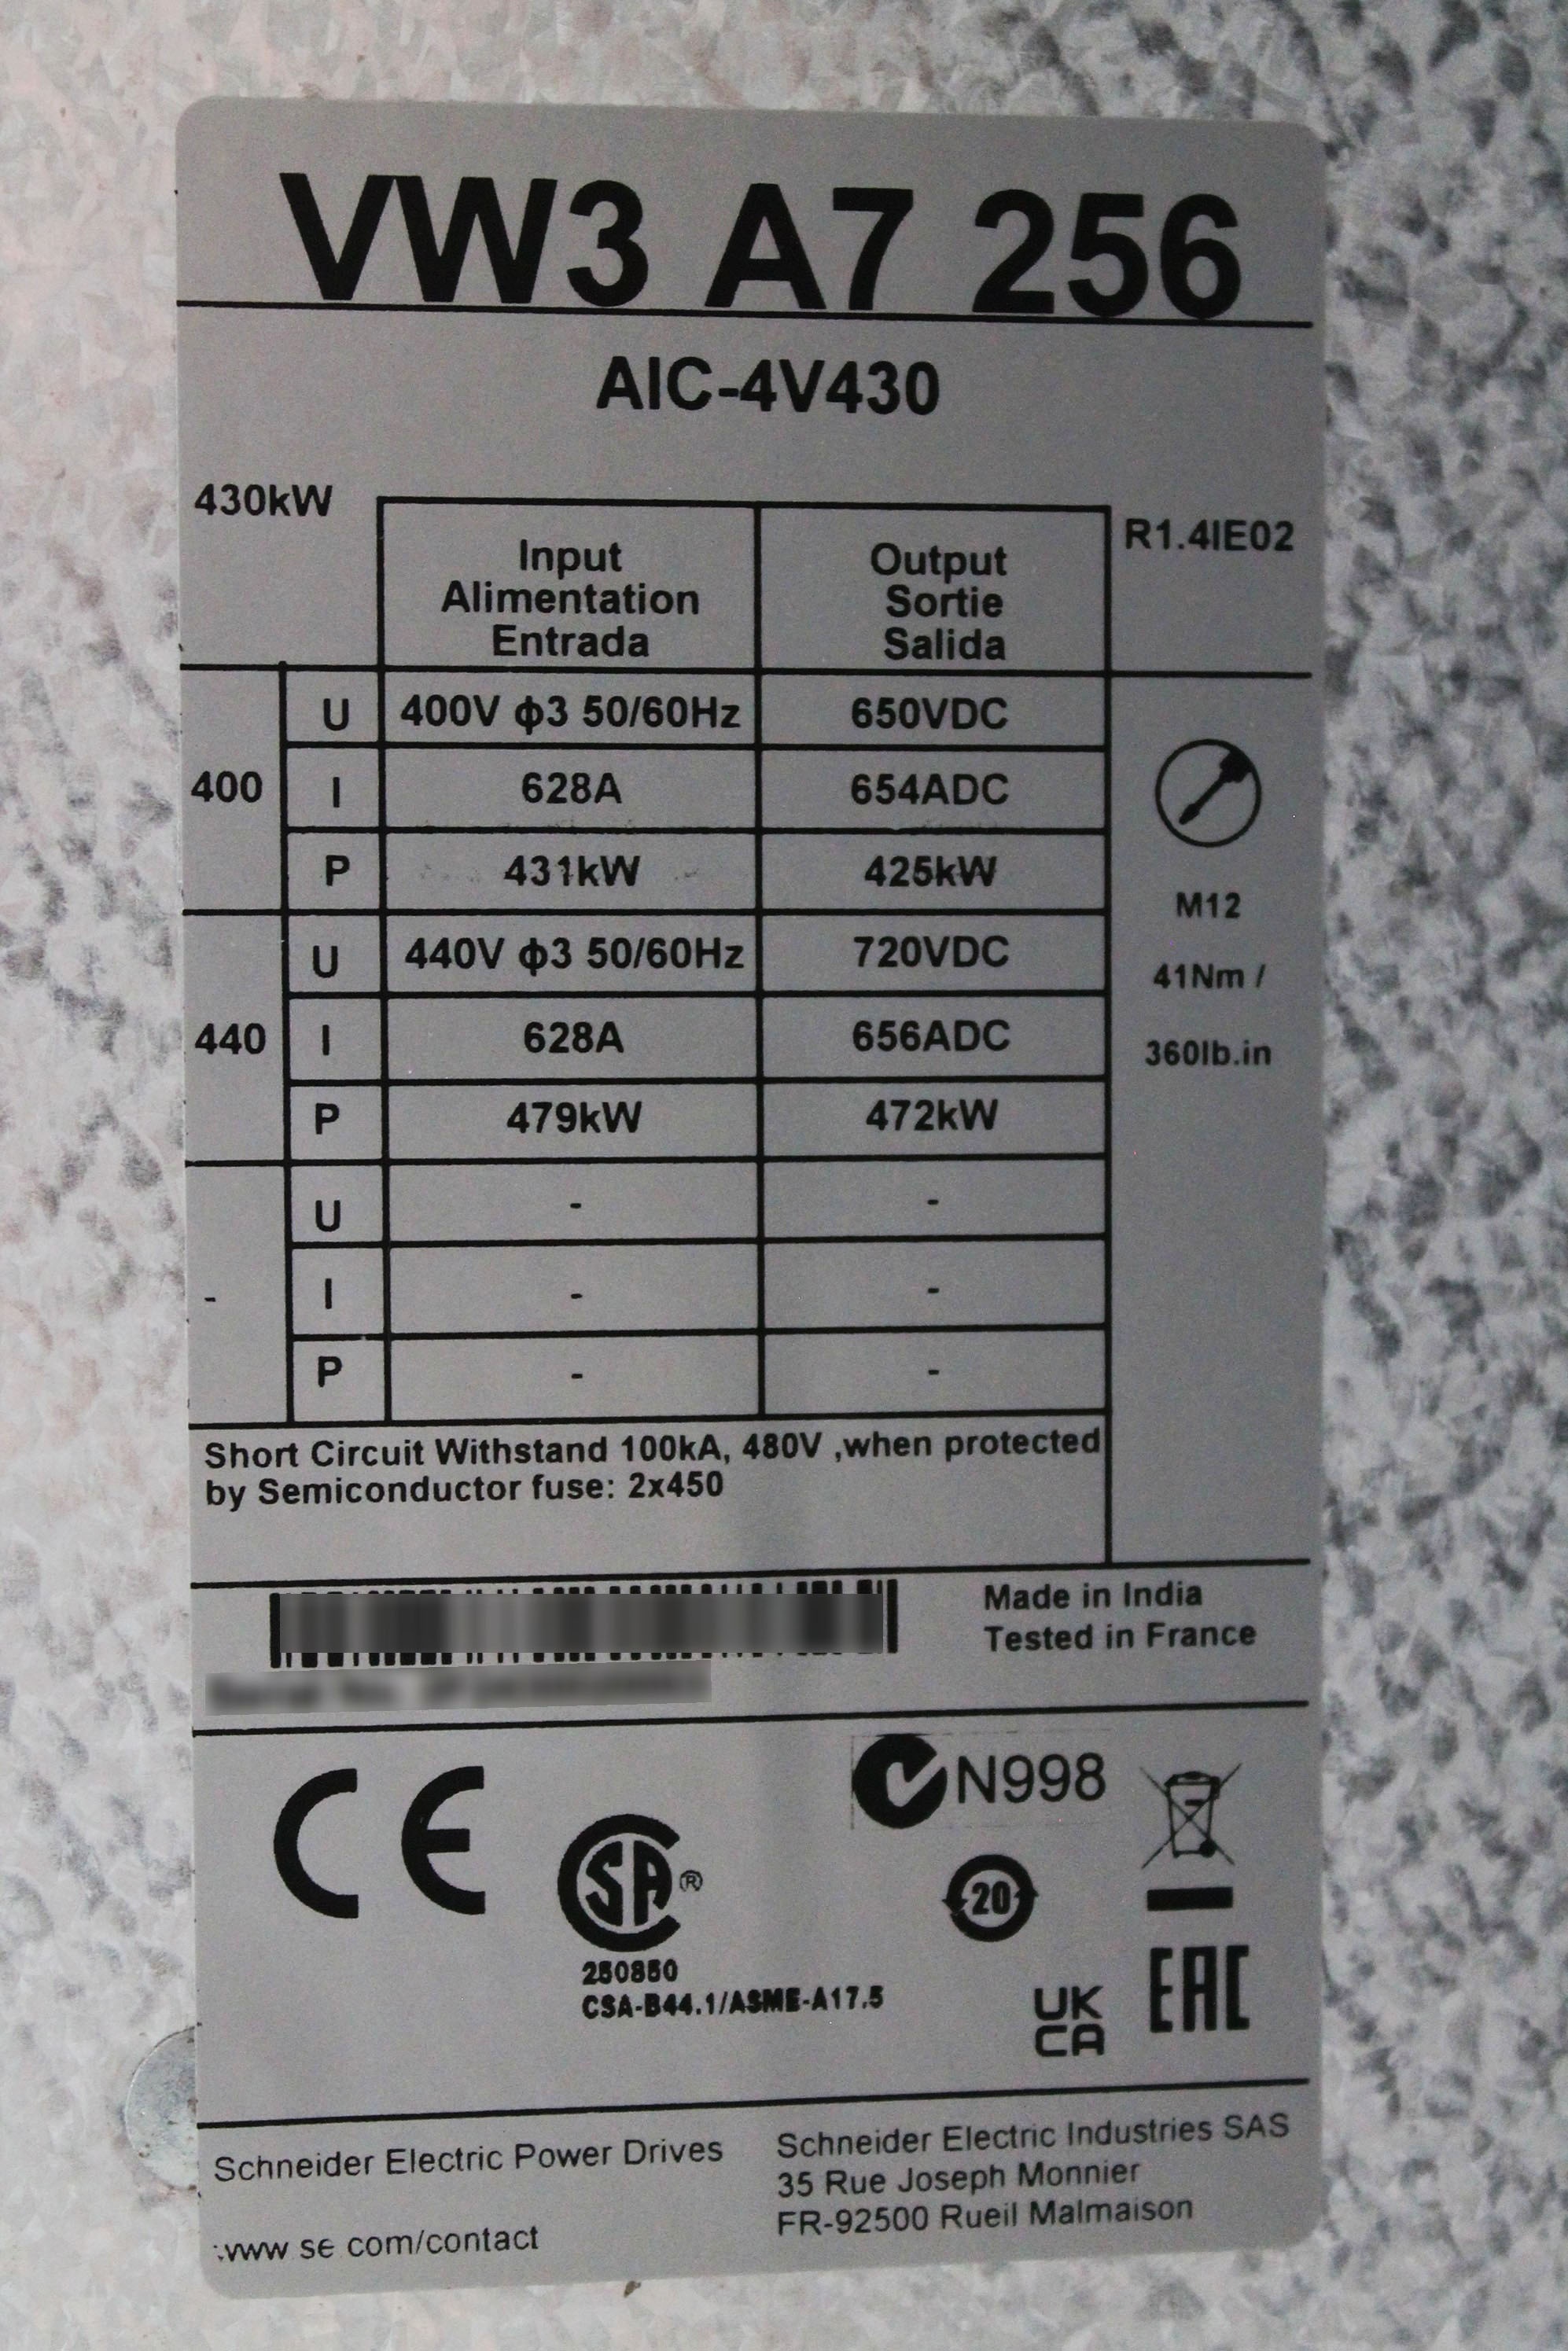 VW3 A7 256
AIC-4V430
430kW
Input
Alimentation
Entrada
Output
Sortie
Salida
R1.4IE02
400
U 400V ϕ3 50/60Hz 650VDC
I 628A 654ADC
P 431kW 425kW
440
U 440V ϕ3 50/60Hz 720VDC
I 628A 656ADC
P 479kW 472kW
-
U - -
I - -
P - -
M12
41Nm /
360lb.in
Short Circuit Withstand 100kA, 480V ,when protected
by Semiconductor fuse: 2x450
Made in India
Tested in France
CE
SA®
250850
CSA-B44.1/ASME-A17.5
N998
20
UK
CA
EAC
Schneider Electric Power Drives
www se com/contact
Schneider Electric Industries SAS
35 Rue Joseph Monnier
FR-92500 Rueil Malmaison